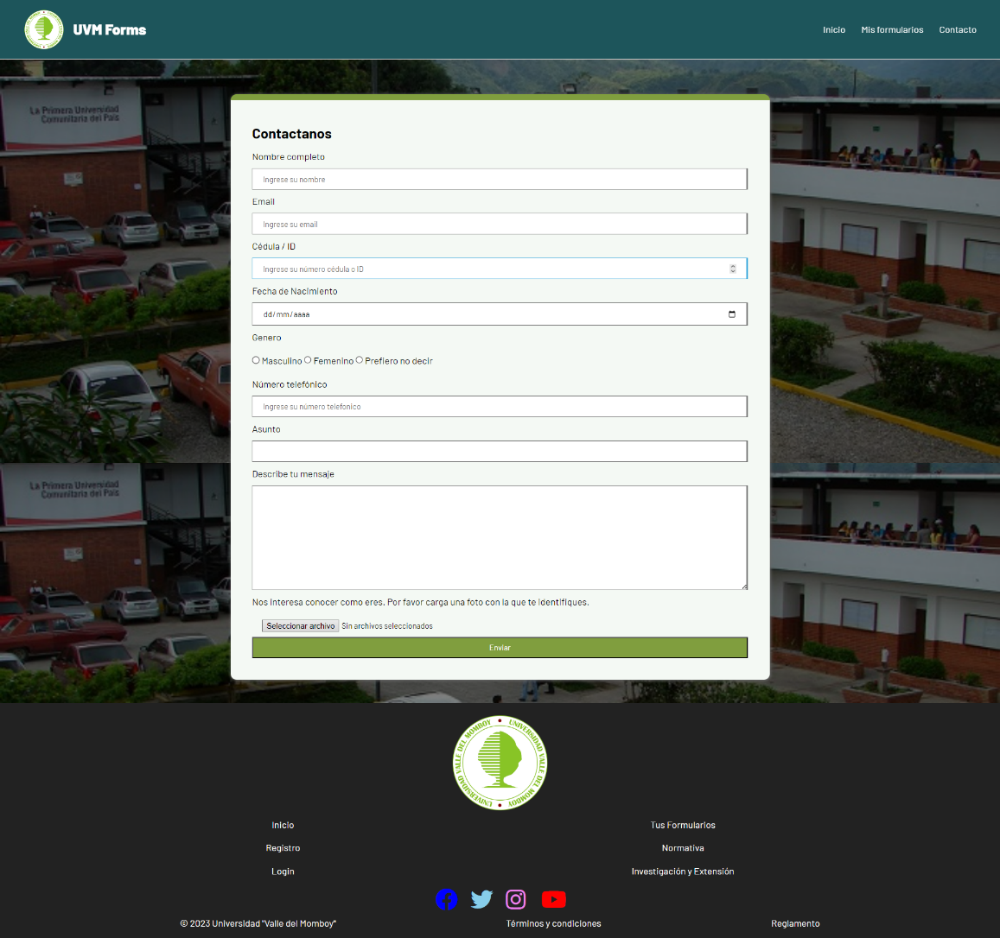 UVM Forms
Inicio Mis formularios Contacto
La Primera Universidad
Comunitaria del País
Contactanos
Nombre completo
Ingrese su nombre
Email
Ingrese su email
Cédula / ID
Ingrese su número cédula o ID
Fecha de Nacimiento
dd/mm/aaaa
Genero
Masculino Femenino Prefiero no decir
Número telefónico
Ingrese su número telefonico
Asunto
Describe tu mensaje
La Primera Universidad
Comunitaria del País
Nos interesa conocer como eres. Por favor carga una foto con la que te identifiques.
Seleccionar archivo Sin archivos seleccionados
Enviar
UNIVERSIDAD VALLE DEL MOMBOY
UNIVERSIDAD VALLE DEL MOMBOY
Inicio Tus Formularios
Registro Normativa
Login Investigación y Extensión
© 2023 Universidad "Valle del Momboy" Términos y condiciones Reglamento